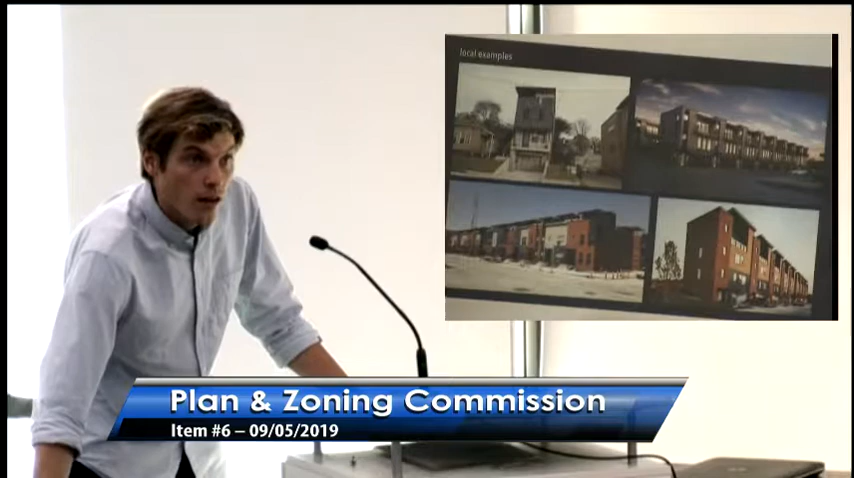 local examples
Plan & Zoning Commission
Item #6 – 09/05/2019